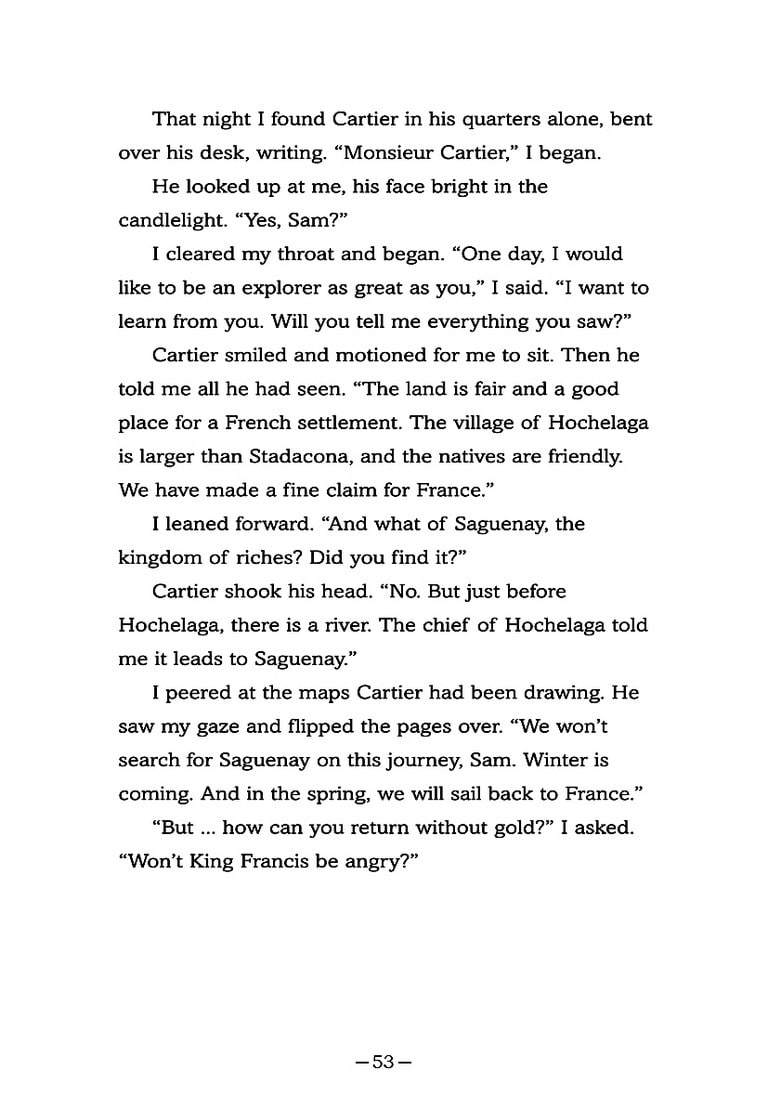 That night I found Cartier in his quarters alone, bent
over his desk, writing. “Monsieur Cartier,” I began.
He looked up at me, his face bright in the
candlelight. “Yes, Sam?”
I cleared my throat and began. “One day, I would
like to be an explorer as great as you,” I said. “I want to
learn from you. Will you tell me everything you saw?”
Cartier smiled and motioned for me to sit. Then he
told me all he had seen. “The land is fair and a good
place for a French settlement. The village of Hochelaga
is larger than Stadacona, and the natives are friendly.
We have made a fine claim for France.”
I leaned forward. “And what of Saguenay, the
kingdom of riches? Did you find it?”
Cartier shook his head. “No. But just before
Hochelaga, there is a river. The chief of Hochelaga told
me it leads to Saguenay.”
I peered at the maps Cartier had been drawing. He
saw my gaze and flipped the pages over. “We won’t
search for Saguenay on this journey, Sam. Winter is
coming. And in the spring, we will sail back to France.”
“But ... how can you return without gold?” I asked.
“Won’t King Francis be angry?”
— 53 —